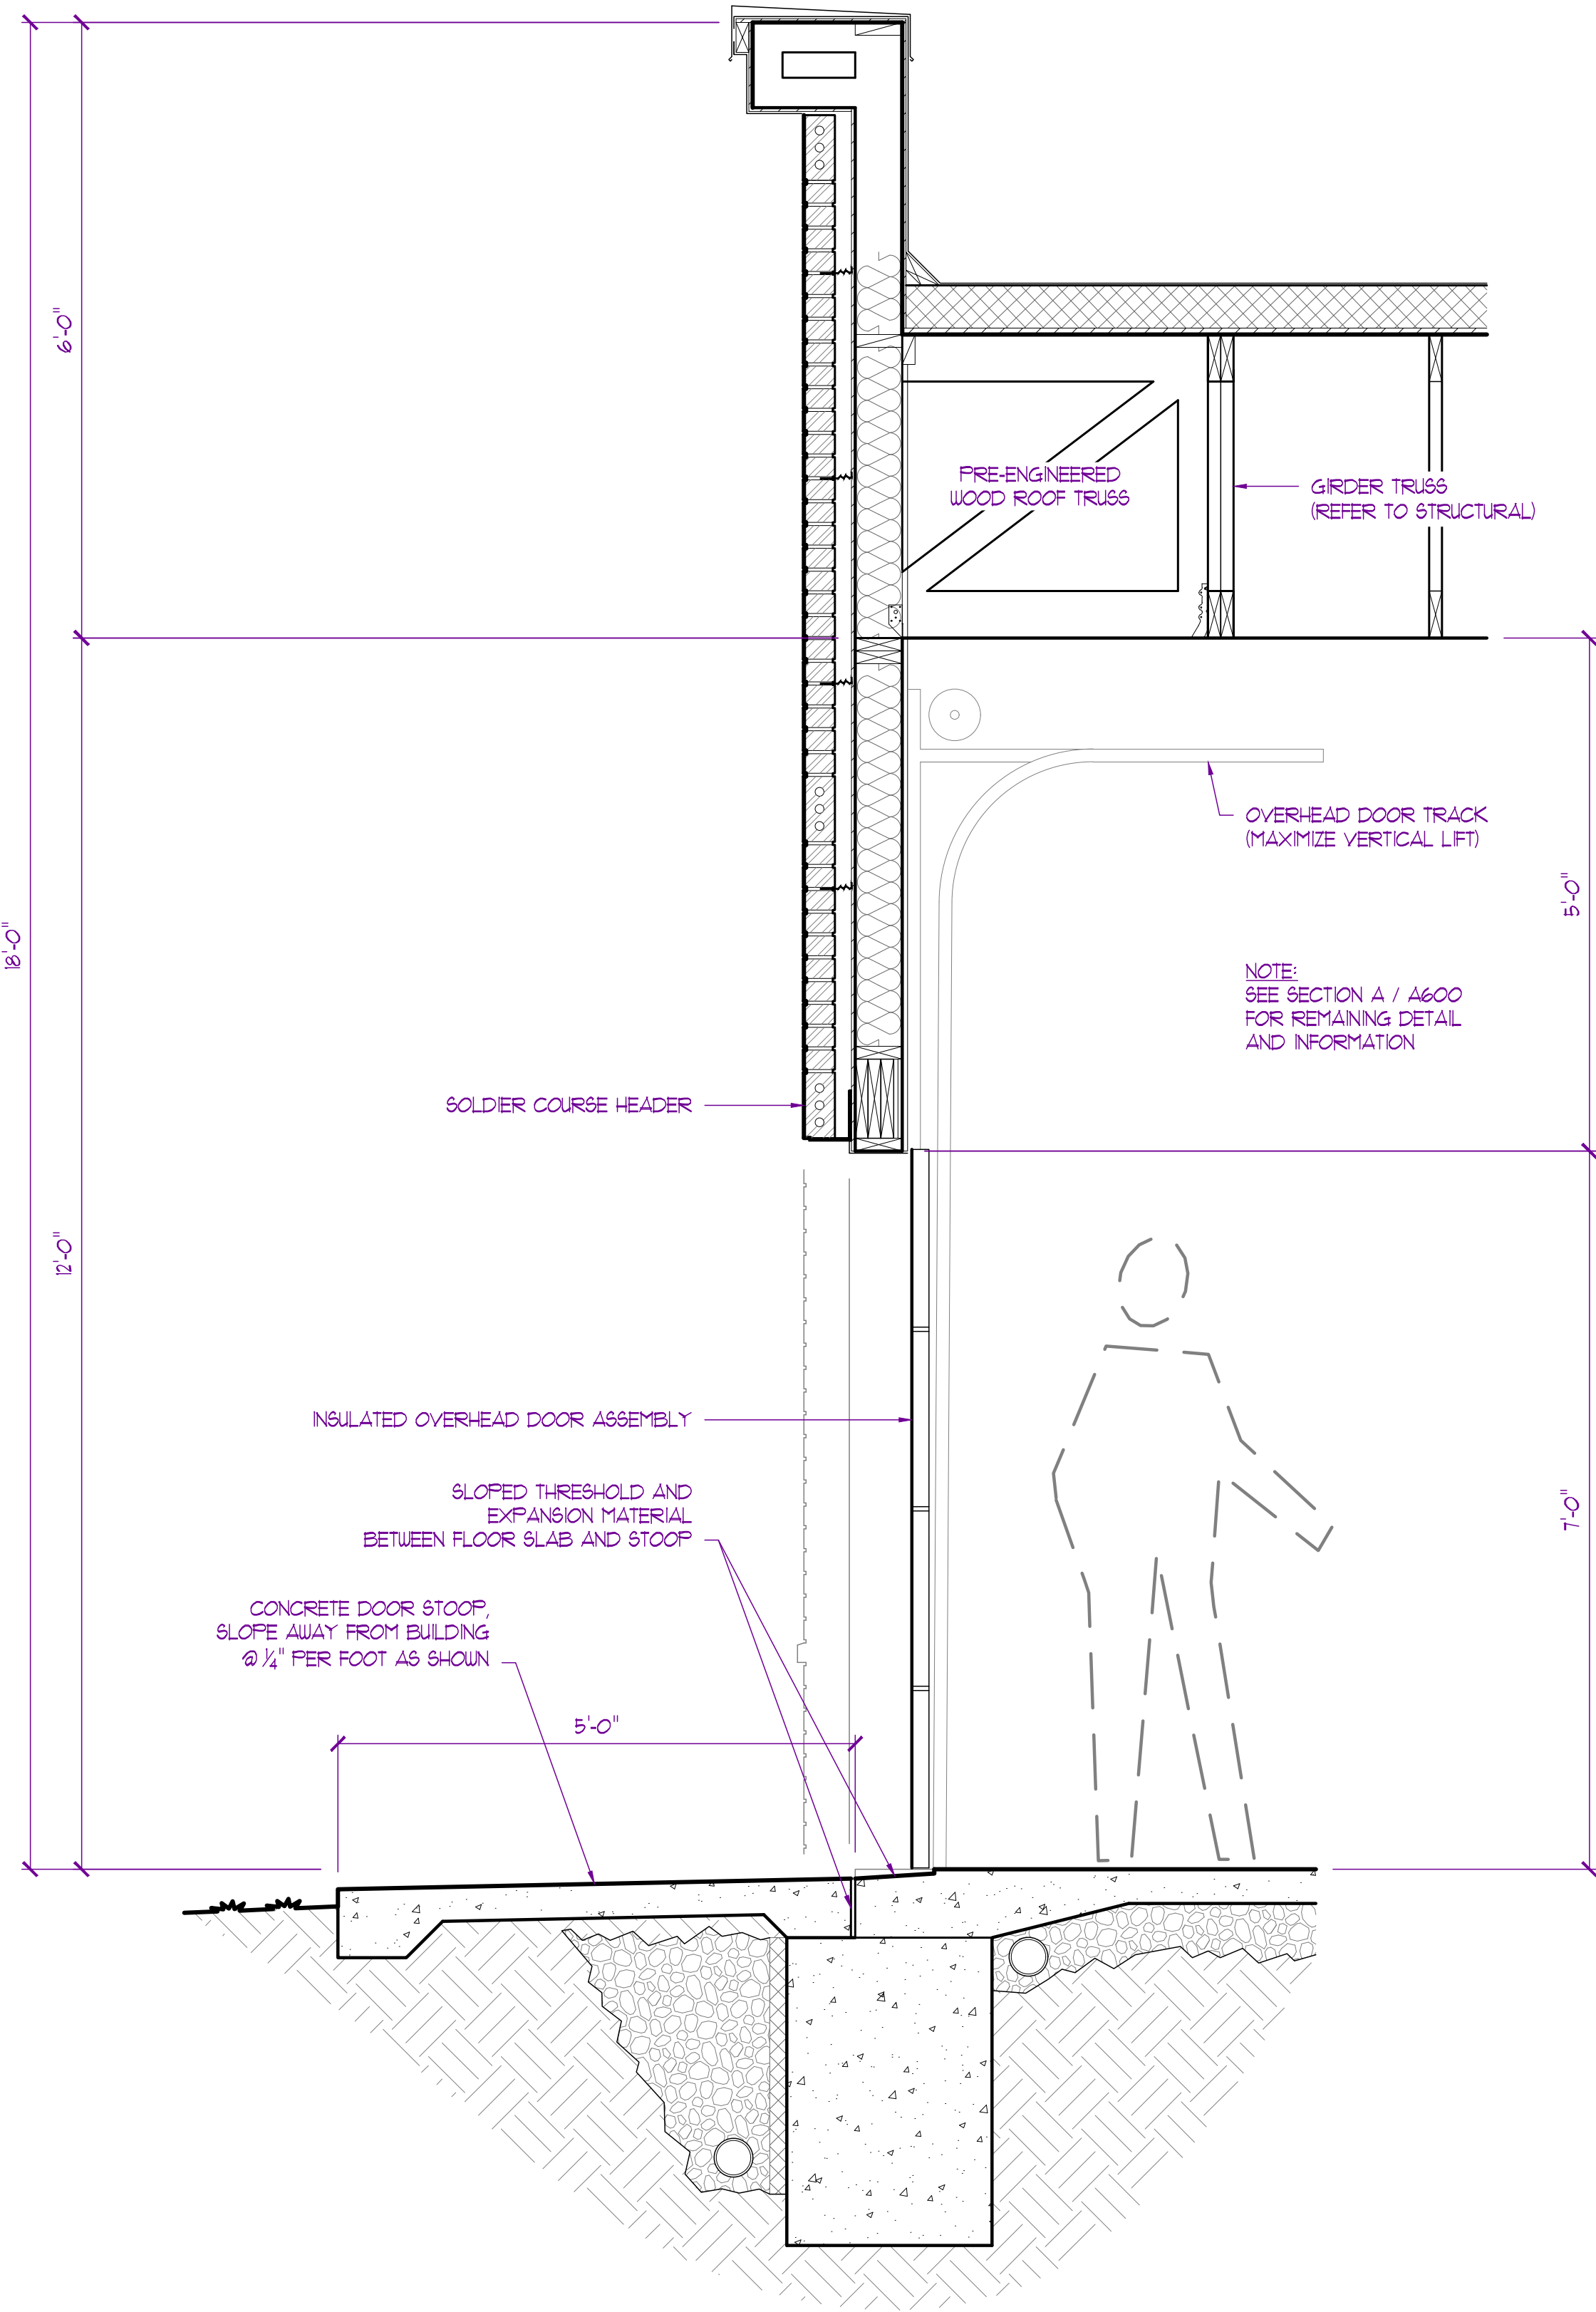 6'-0"
PRE-ENGINEERED
WOOD ROOF TRUSS
GIRDER TRUSS
(REFER TO STRUCTURAL)
OVERHEAD DOOR TRACK
(MAXIMIZE VERTICAL LIFT)
5'-0"
18'-0"
NOTE:
SEE SECTION A / A600
FOR REMAINING DETAIL
AND INFORMATION
SOLDIER COURSE HEADER
12'-0"
INSULATED OVERHEAD DOOR ASSEMBLY
SLOPED THRESHOLD AND
EXPANSION MATERIAL
BETWEEN FLOOR SLAB AND STOOP
7'-0"
CONCRETE DOOR STOOP,
SLOPE AWAY FROM BUILDING
@ ¼" PER FOOT AS SHOWN
5'-0"